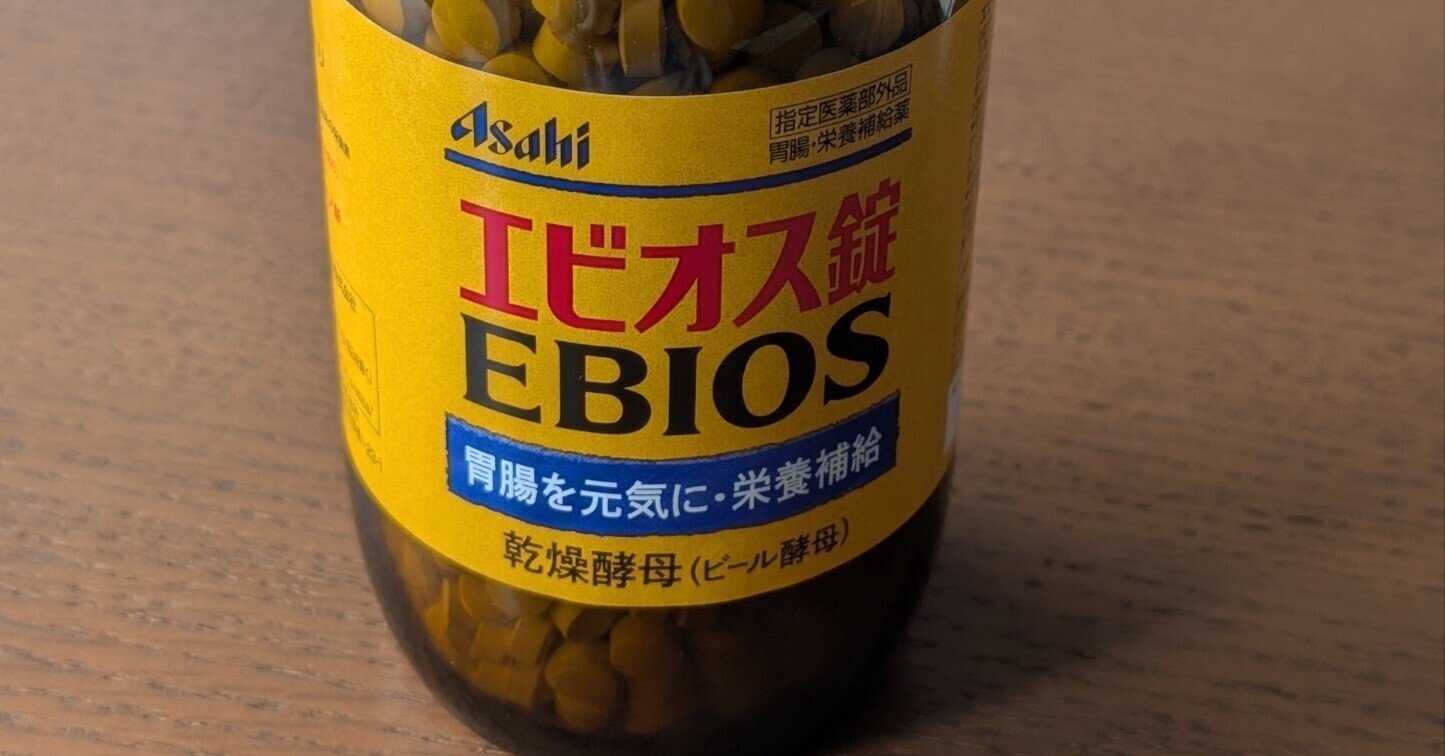 Asahi
指定医薬部外品
胃腸・栄養補給薬
エビオス錠
EBIOS
胃腸を元気に・栄養補給
乾燥酵母(ビール酵母)